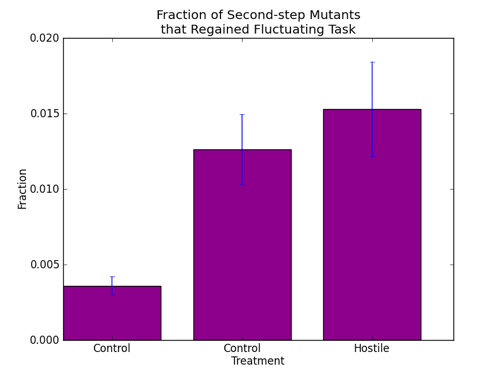 Fraction of Second-step Mutants
that Regained Fluctuating Task
0.020
0.015
0.010
0.005
0.000
Fraction
Control Control Hostile
Treatment